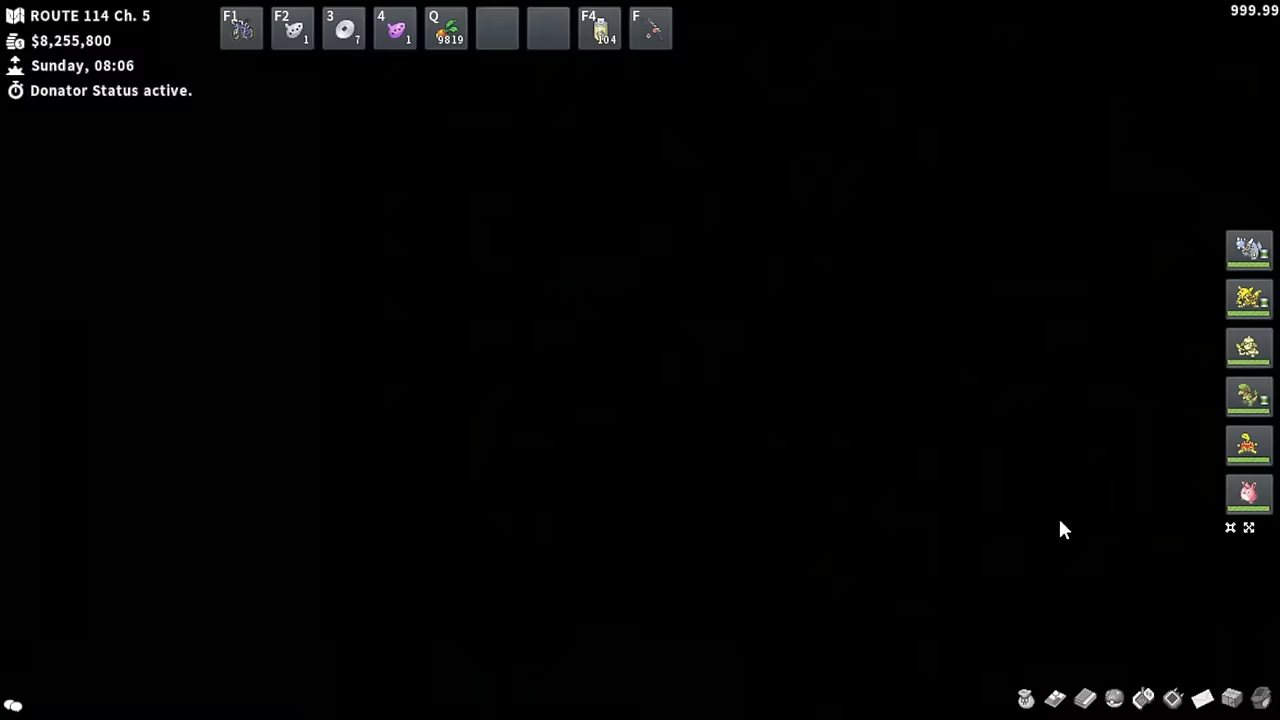 ROUTE 114 Ch. 5
$8,255,800
Sunday, 08:06
Donator Status active.
F1
F2
1
3
7
4
1
Q
9819
F4
104
F
999.99